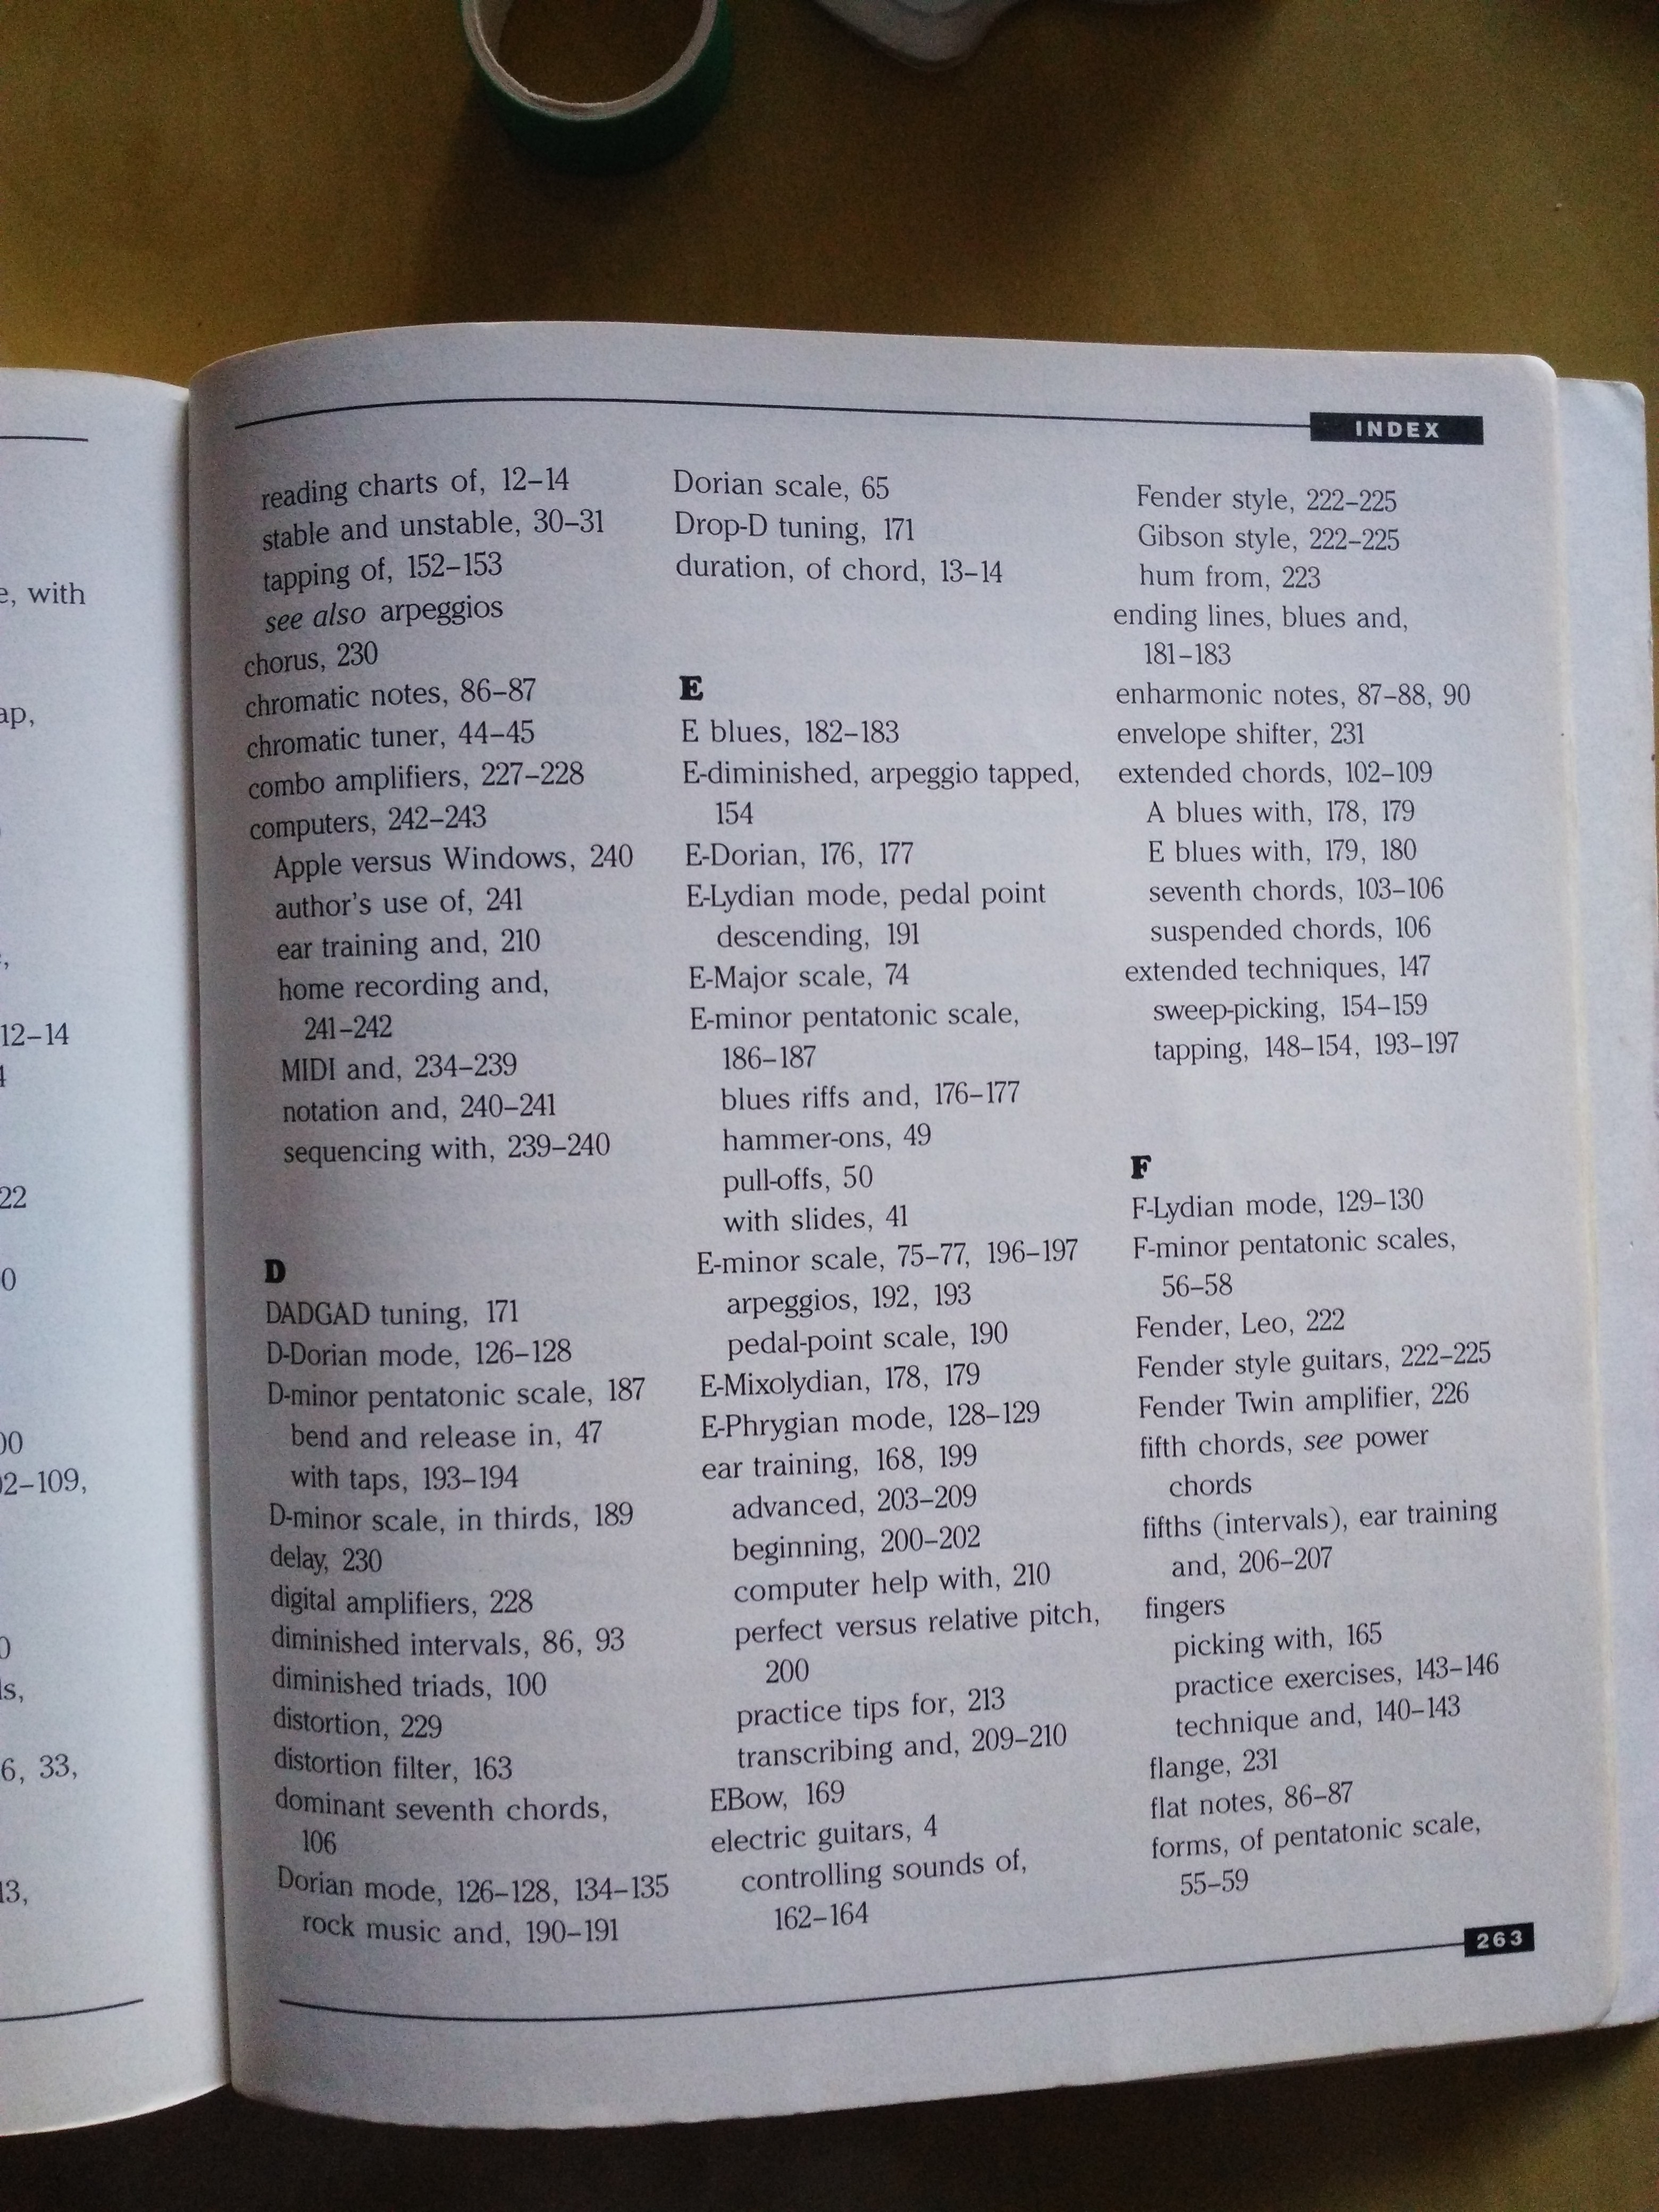 e, with
ap,
12–14
22
2–109,
6, 33,
13,
INDEX
reading charts of, 12–14
stable and unstable, 30–31
tapping of, 152–153
see also arpeggios
chorus, 230
chromatic notes, 86–87
chromatic tuner, 44–45
combo amplifiers, 227–228
computers, 242–243
Apple versus Windows, 240
author's use of, 241
ear training and, 210
home recording and,
241–242
MIDI and, 234–239
notation and, 240–241
sequencing with, 239–240
D
DADGAD tuning, 171
D-Dorian mode, 126–128
D-minor pentatonic scale, 187
bend and release in, 47
with taps, 193–194
D-minor scale, in thirds, 189
delay, 230
digital amplifiers, 228
diminished intervals, 86, 93
diminished triads, 100
distortion, 229
distortion filter, 163
dominant seventh chords,
106
Dorian mode, 126–128, 134–135
rock music and, 190–191
Dorian scale, 65
Drop-D tuning, 171
duration, of chord, 13–14
E
E blues, 182–183
E-diminished, arpeggio tapped,
154
E-Dorian, 176, 177
E-Lydian mode, pedal point
descending, 191
E-Major scale, 74
E-minor pentatonic scale,
186–187
blues riffs and, 176–177
hammer-ons, 49
pull-offs, 50
with slides, 41
E-minor scale, 75–77, 196–197
arpeggios, 192, 193
pedal-point scale, 190
E-Mixolydian, 178, 179
E-Phrygian mode, 128–129
ear training, 168, 199
advanced, 203–209
beginning, 200–202
computer help with, 210
perfect versus relative pitch,
200
practice tips for, 213
transcribing and, 209–210
EBow, 169
electric guitars, 4
controlling sounds of,
162–164
Fender style, 222–225
Gibson style, 222–225
hum from, 223
ending lines, blues and,
181–183
enharmonic notes, 87–88, 90
envelope shifter, 231
extended chords, 102–109
A blues with, 178, 179
E blues with, 179, 180
seventh chords, 103–106
suspended chords, 106
extended techniques, 147
sweep-picking, 154–159
tapping, 148–154, 193–197
F
F-Lydian mode, 129–130
F-minor pentatonic scales,
56–58
Fender, Leo, 222
Fender style guitars, 222–225
Fender Twin amplifier, 226
fifth chords, see power
chords
fifths (intervals), ear training
and, 206–207
fingers
picking with, 165
practice exercises, 143–146
technique and, 140–143
flange, 231
flat notes, 86–87
forms, of pentatonic scale,
55–59
263